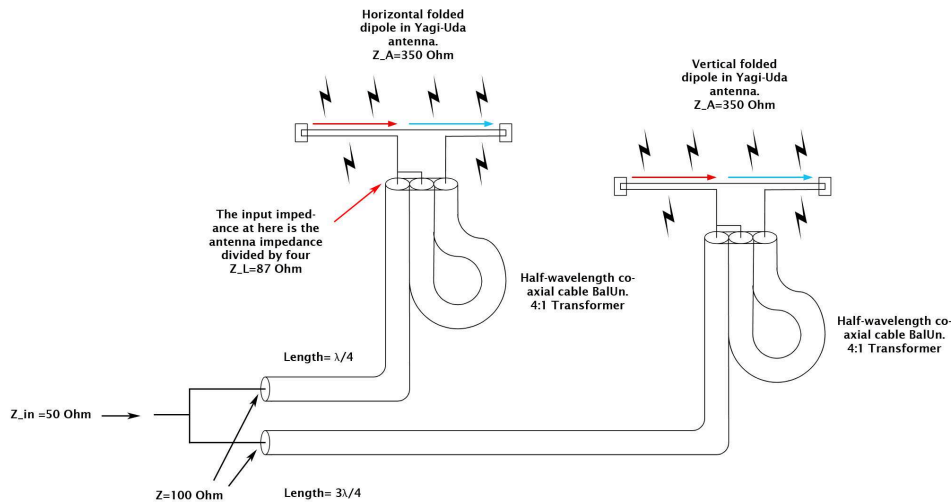 Horizontal folded
dipole in Yagi-Uda
antenna.
Z_A=350 Ohm
Vertical folded
dipole in Yagi-Uda
antenna.
Z_A=350 Ohm
The input imped-
ance at here is the
antenna impedance
divided by four
Z_L=87 Ohm
Half-wavelength co-
axial cable BalUn.
4:1 Transformer
Half-wavelength co-
axial cable BalUn.
4:1 Transformer
Length= λ/4
Z_in =50 Ohm
Z=100 Ohm
Length= 3λ/4